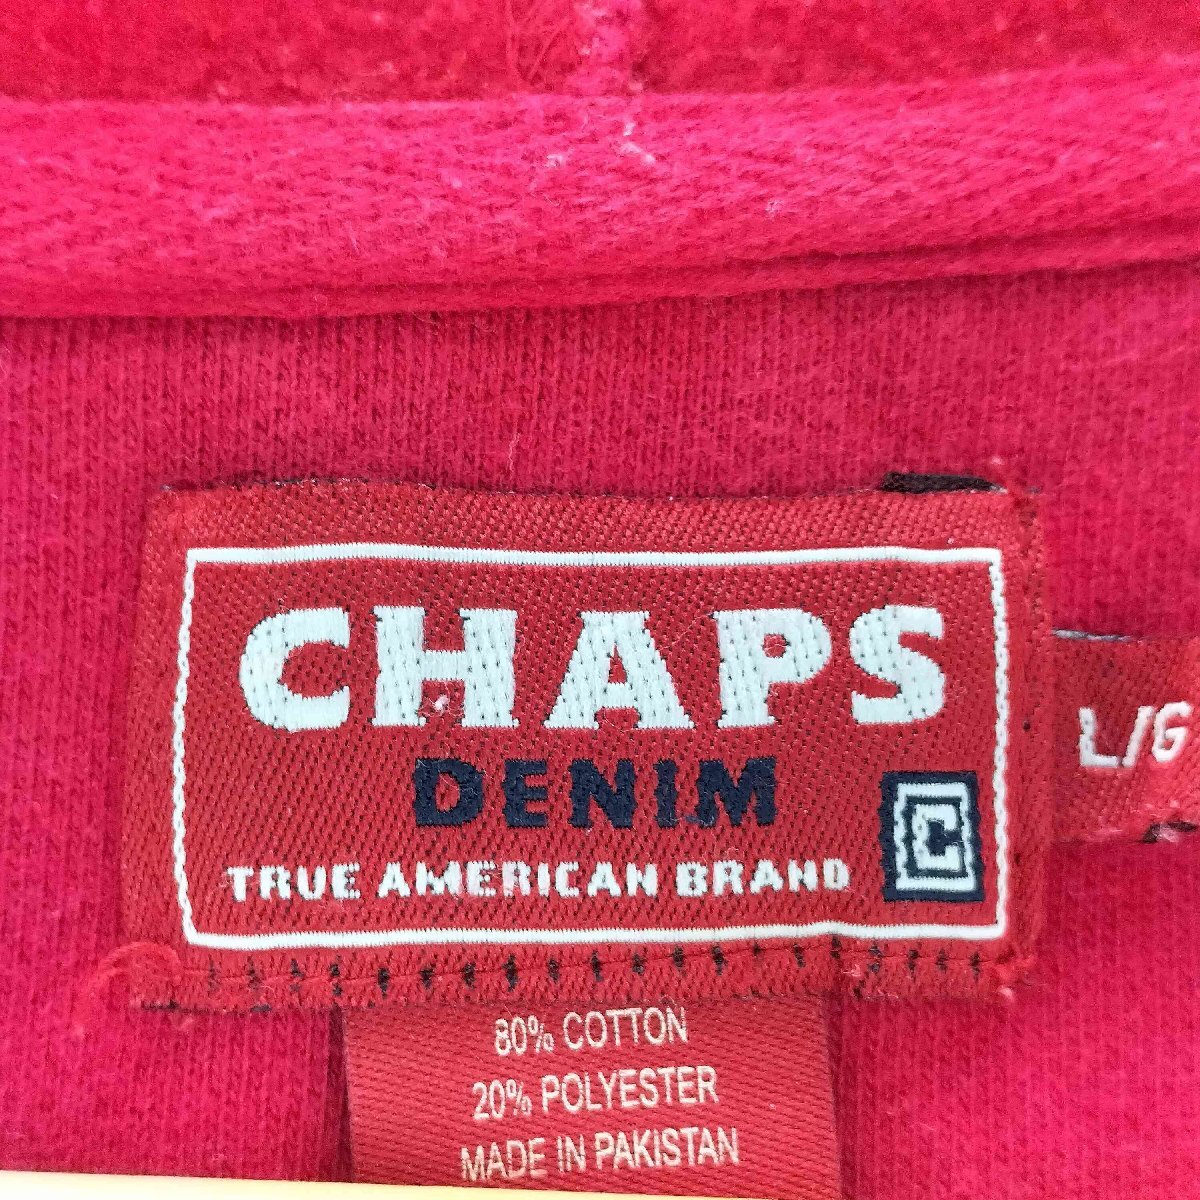 CHAPS
DENIM
TRUE AMERICAN BRAND
C
L/G
80% COTTON
20% POLYESTER
MADE IN PAKISTAN